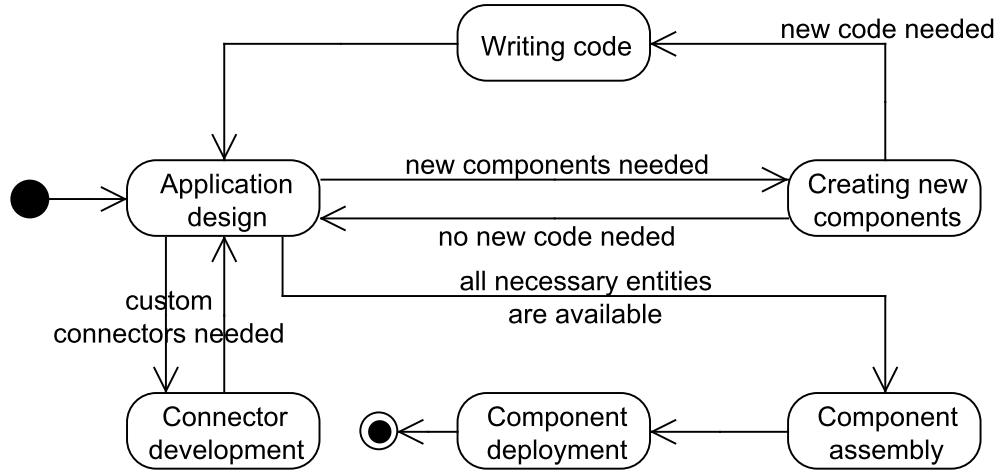 new code needed
Writing code
new components needed
Application
design
Creating new
components
no new code neded
all necessary entities
are available
custom
connectors needed
Connector
development
Component
deployment
Component
assembly